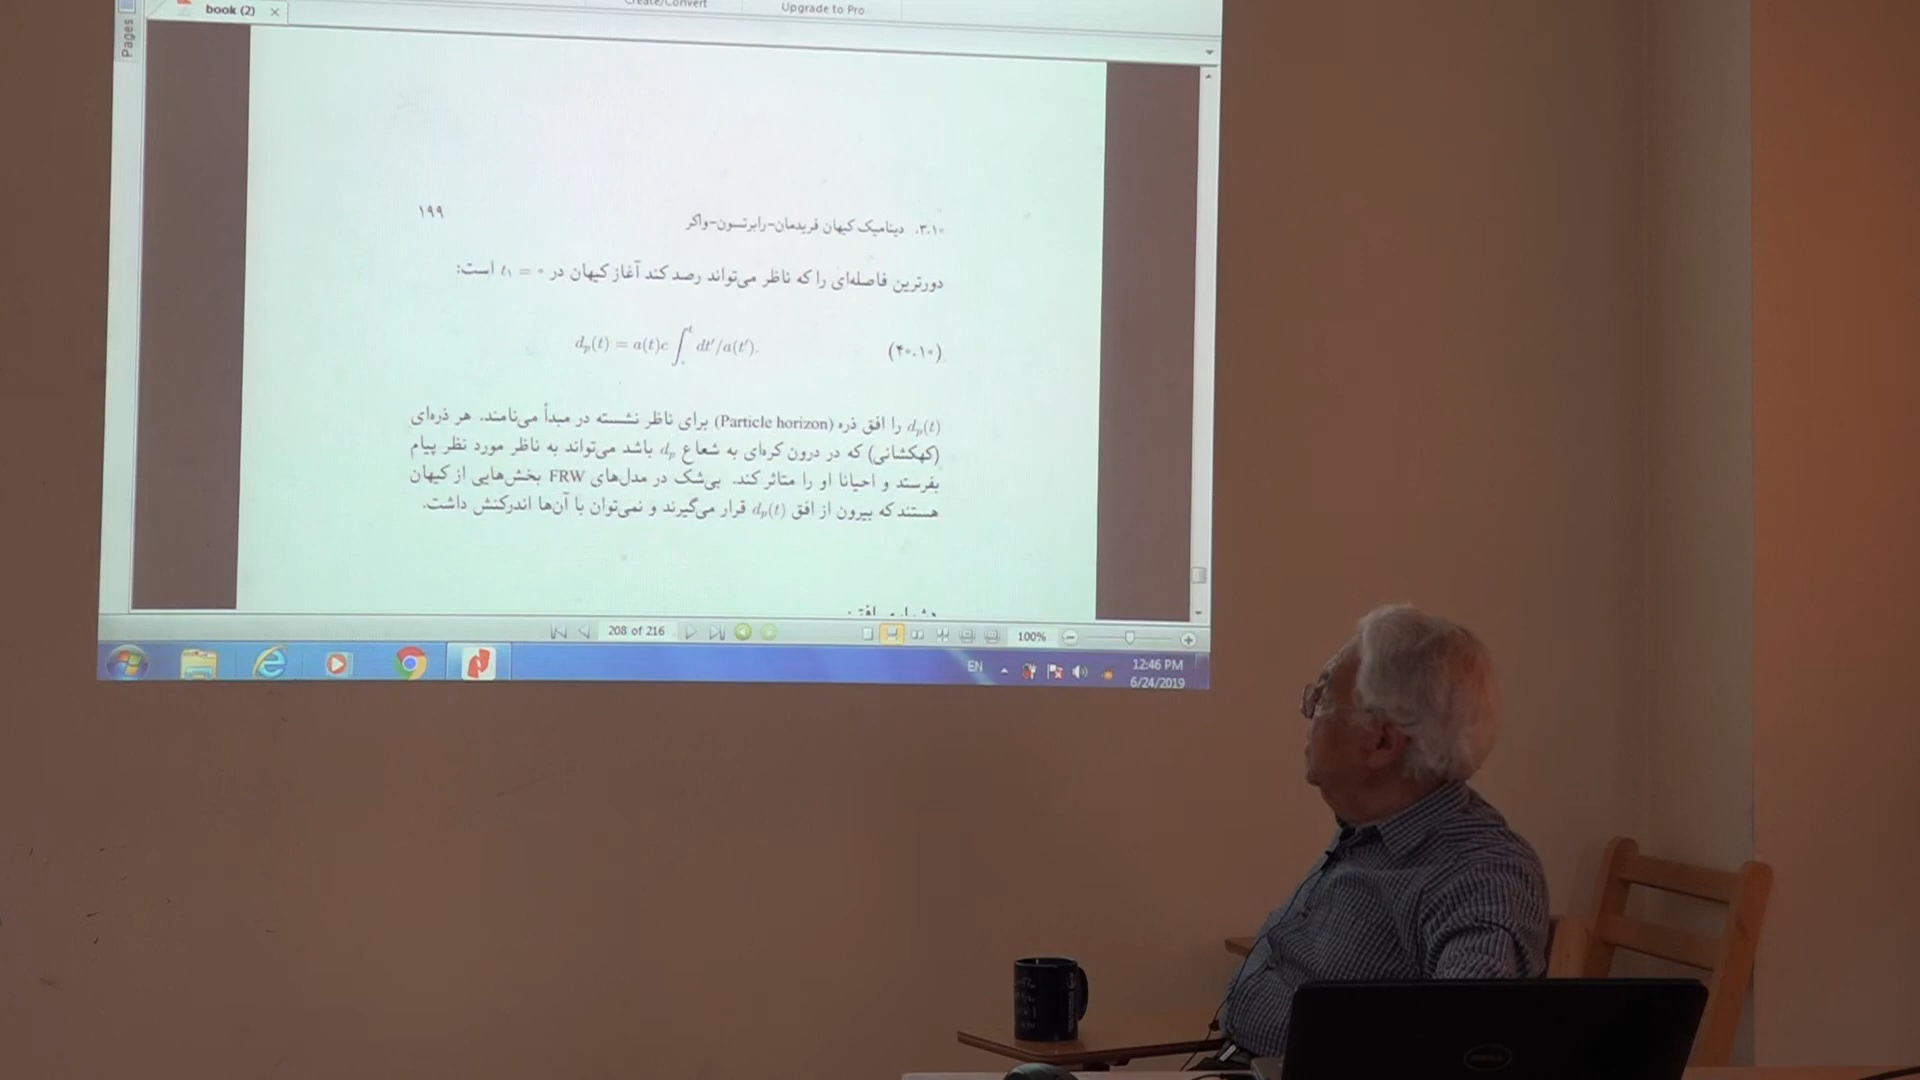 Create/Convert
Upgrade to Pro
book (2)
Pages
۱۹۹
۳.۱۰. دینامیک کیهان فریدمان-رابرتسون-واکر
دورترین فاصله‌ای را که ناظر می‌تواند رصد کند آغاز کیهان در t₁ = ۰ است:
d_p(t) = a(t)c ∫₀ᵗ dt′/a(t′). (۴۰.۱۰)
d_p(t) را افق ذره (Particle horizon) برای ناظر نشسته در مبدأ می‌نامند. هر ذره‌ای
(کهکشانی) که در درون کره‌ای به شعاع d_p باشد می‌تواند به ناظر مورد نظر پیام
بفرستد و احیانا او را متاثر کند. بی‌شک در مدل‌های FRW بخش‌هایی از کیهان
هستند که بیرون از افق d_p(t) قرار می‌گیرند و نمی‌توان با آن‌ها اندرکنش داشت.
208 of 216
100%
EN
12:46 PM
6/24/2019
DELL